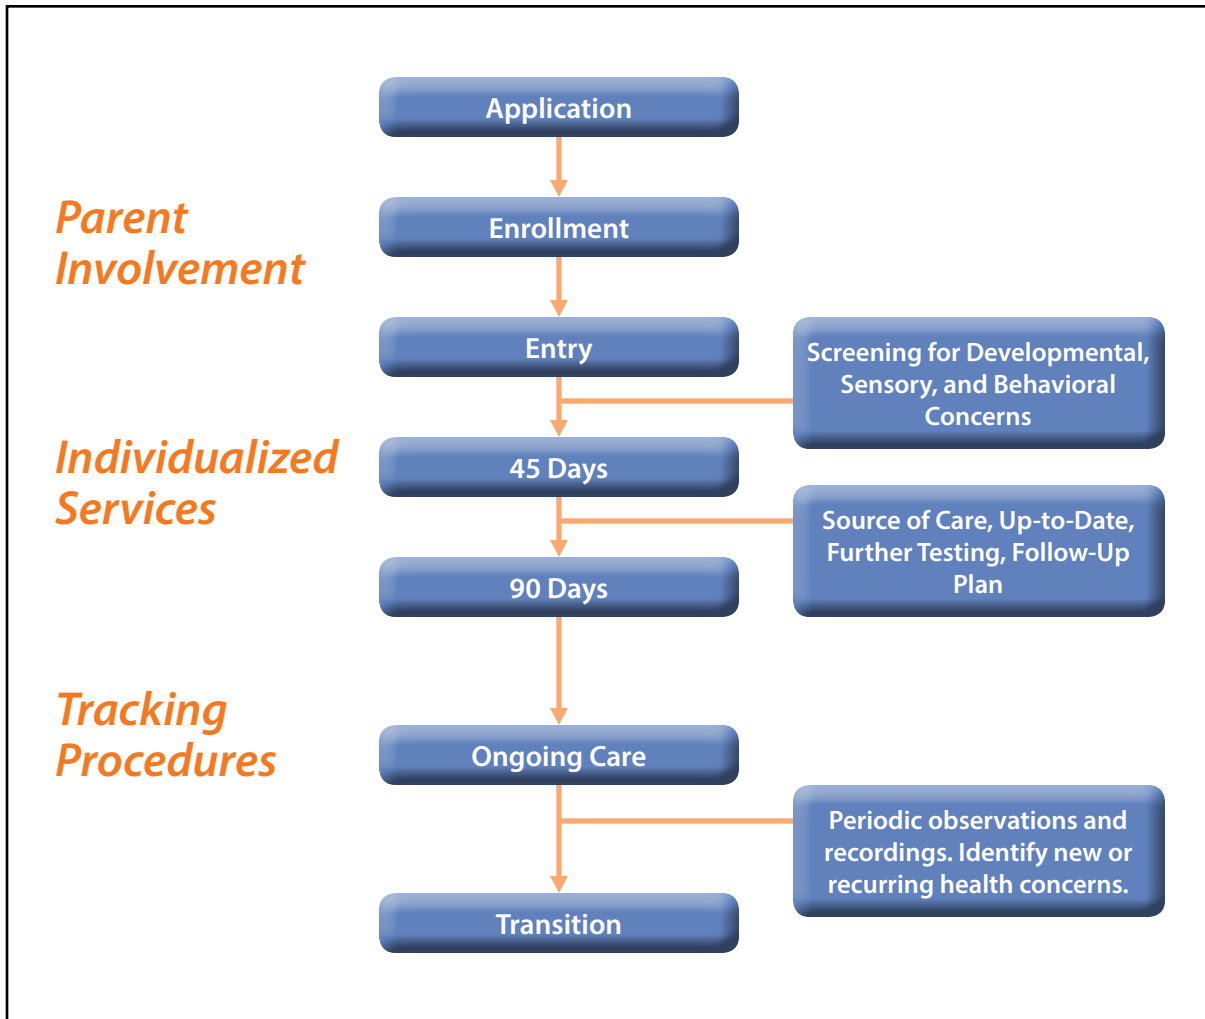 Application
Parent
Involvement
Enrollment
Entry
Screening for Developmental,
Sensory, and Behavioral
Concerns
Individualized
Services
45 Days
Source of Care, Up-to-Date,
Further Testing, Follow-Up
Plan
90 Days
Tracking
Procedures
Ongoing Care
Periodic observations and
recordings. Identify new or
recurring health concerns.
Transition